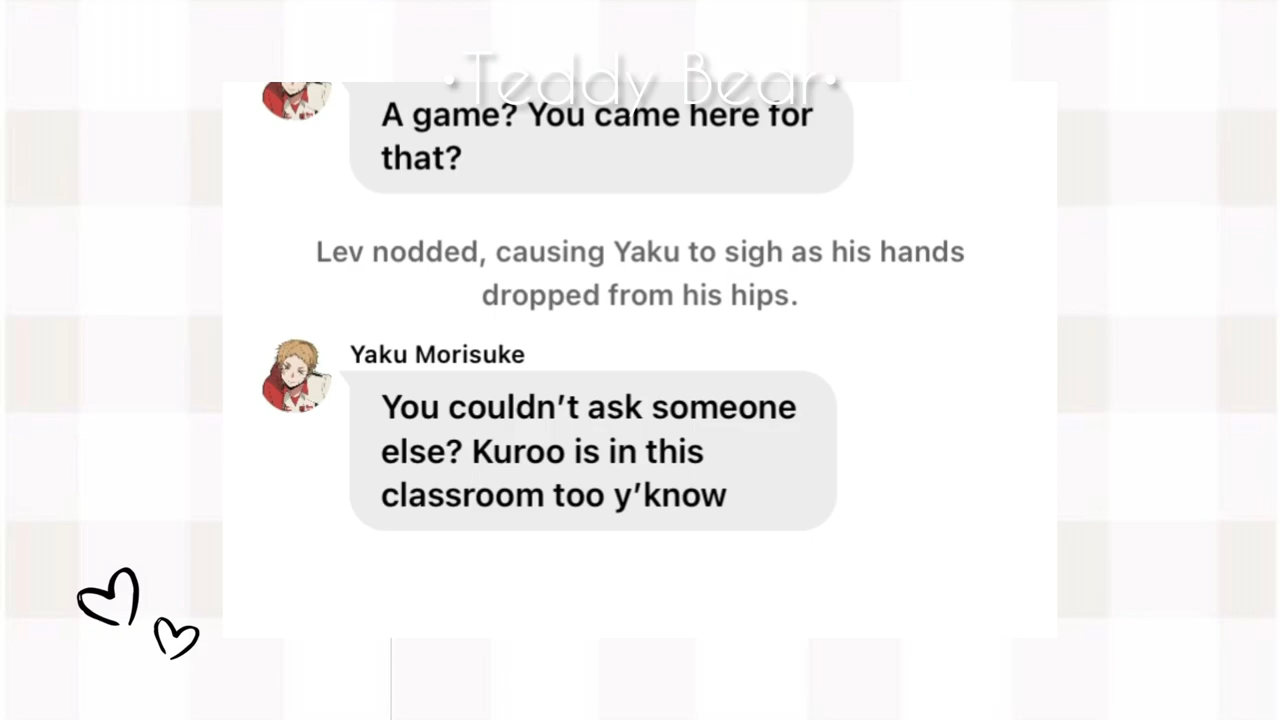 •Teddy Bear•
A game? You came here for
that?
Lev nodded, causing Yaku to sigh as his hands
dropped from his hips.
Yaku Morisuke
You couldn’t ask someone
else? Kuroo is in this
classroom too y’know